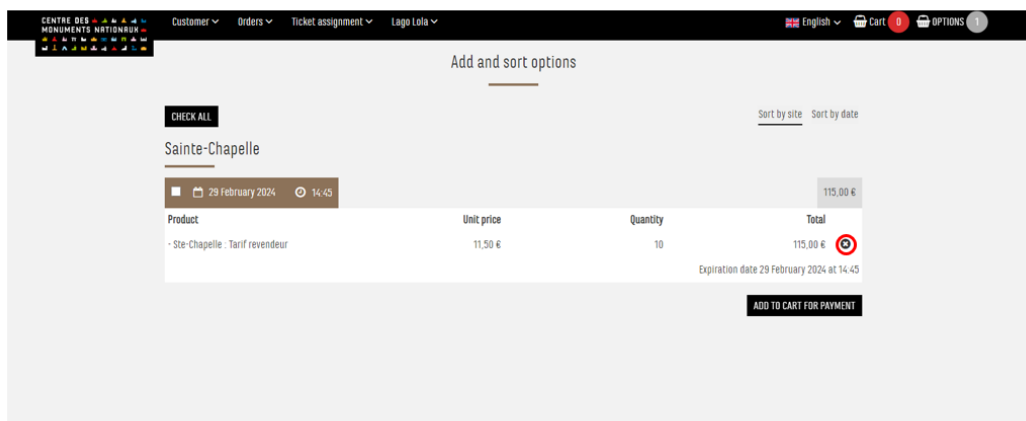 CENTRE DES
MONUMENTS NATIONAUX
Customer Orders Ticket assignment Lago Lola English Cart 0 OPTIONS 1
Add and sort options
CHECK ALL
Sort by site Sort by date
Sainte-Chapelle
29 February 2024 14:45 115,00 €
Product Unit price Quantity Total
- Ste-Chapelle : Tarif revendeur 11,50 € 10 115,00 €
Expiration date 29 February 2024 at 14:45
ADD TO CART FOR PAYMENT